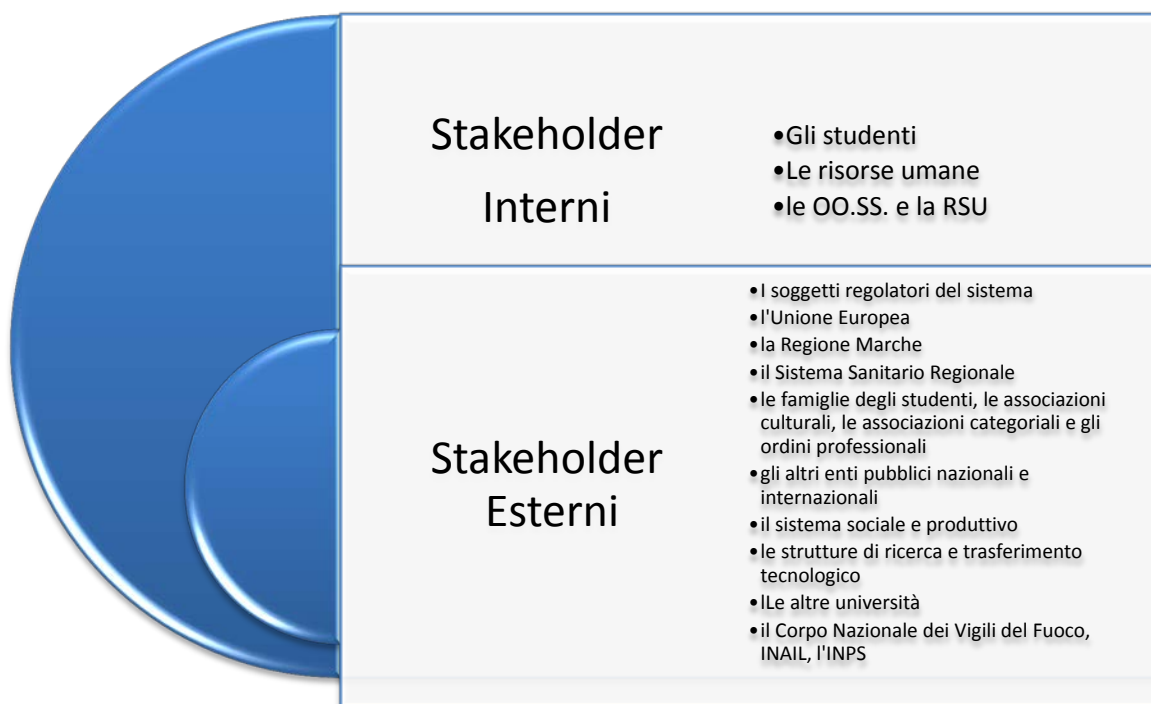 Stakeholder
Interni
•Gli studenti
•Le risorse umane
•le OO.SS. e la RSU
Stakeholder
Esterni
•I soggetti regolatori del sistema
•l'Unione Europea
•la Regione Marche
•il Sistema Sanitario Regionale
•le famiglie degli studenti, le associazioni
culturali, le associazioni categoriali e gli
ordini professionali
•gli altri enti pubblici nazionali e
internazionali
•il sistema sociale e produttivo
•le strutture di ricerca e trasferimento
tecnologico
•lLe altre università
•il Corpo Nazionale dei Vigili del Fuoco,
INAIL, l'INPS